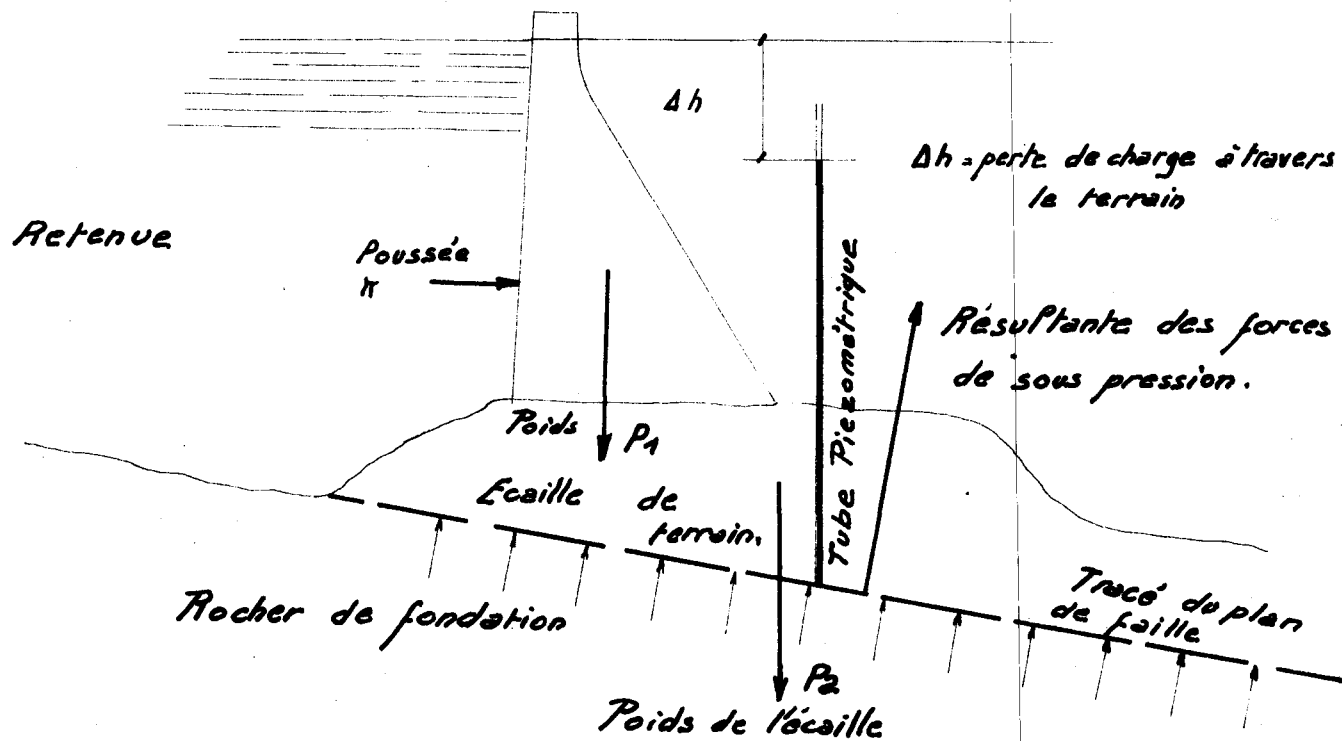 Δh
Δh = perte de charge à travers
le terrain
Retenue
Poussée
π
Tube Piezométrique
Résultante des forces
de sous pression.
Poids
P1
Ecaille de
terrain.
Rocher de fondation
Tracé du plan
de faille
P2
Poids de l'écaille